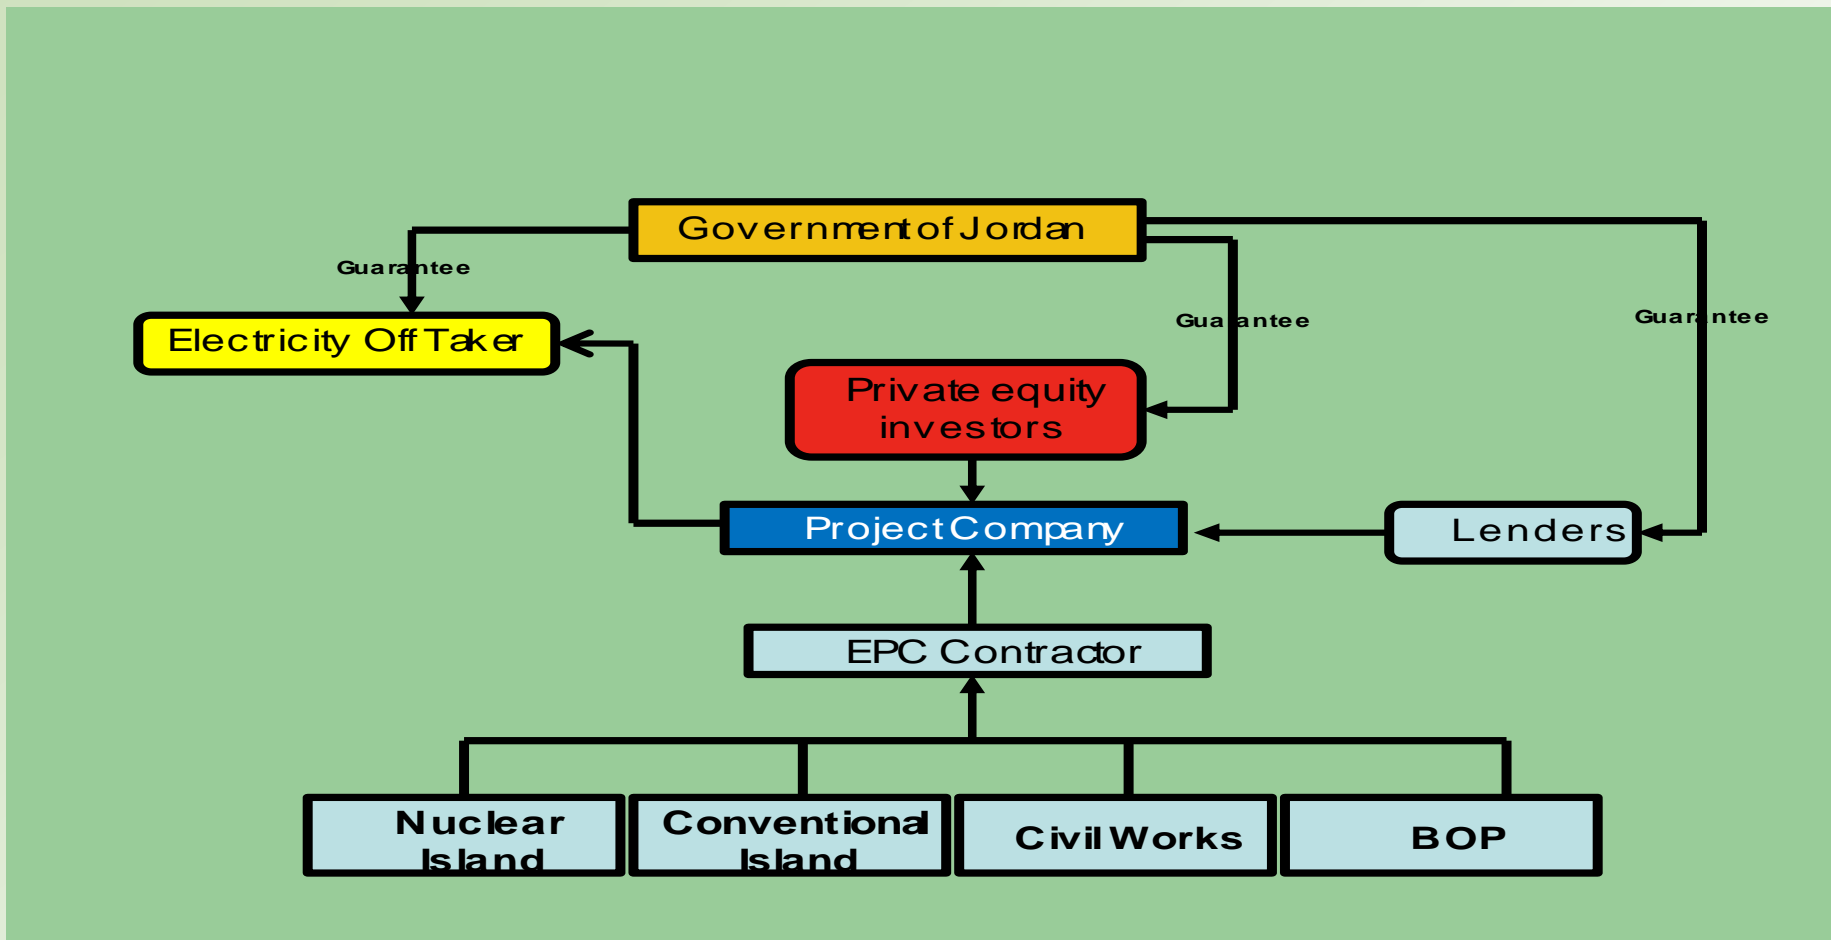 Government of Jordan
Guarantee
Electricity Off Taker
Guarantee
Guarantee
Private equity
investors
Project Company
Lenders
EPC Contractor
Nuclear
Island
Conventional
Island
Civil Works
BOP